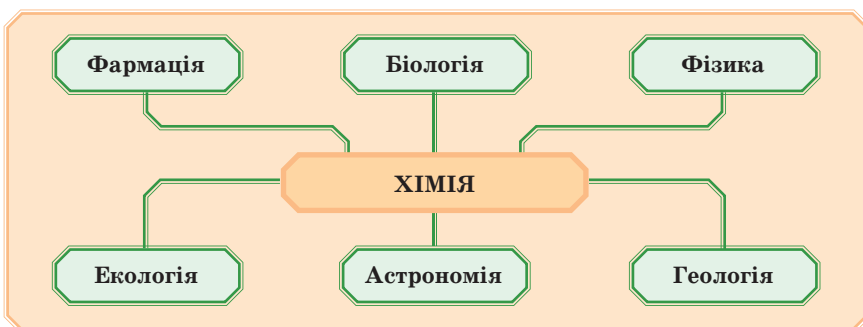 Фармація
Біологія
Фізика
ХІМІЯ
Екологія
Астрономія
Геологія